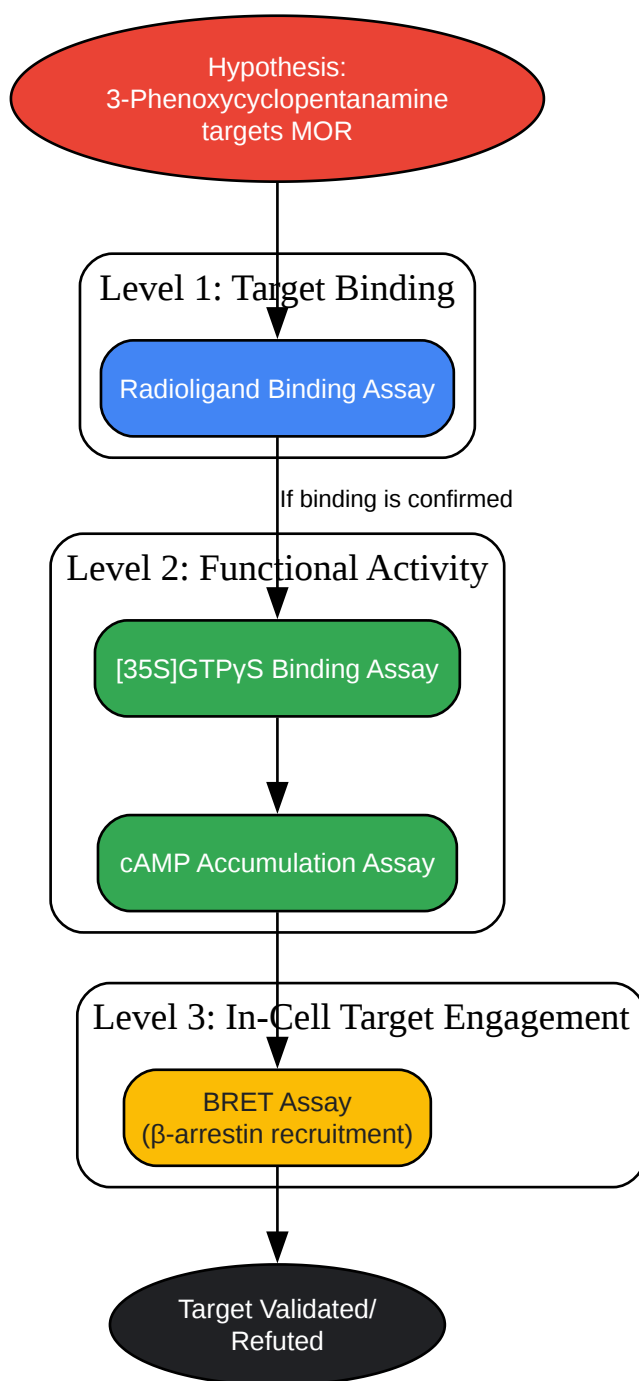 Hypothesis:
3-Phenoxycyclopentanamine
targets MOR
Level 1: Target Binding
Radioligand Binding Assay
If binding is confirmed
Level 2: Functional Activity
[35S]GTPγS Binding Assay
cAMP Accumulation Assay
Level 3: In-Cell Target Engagement
BRET Assay
(β-arrestin recruitment)
Target Validated/
Refuted